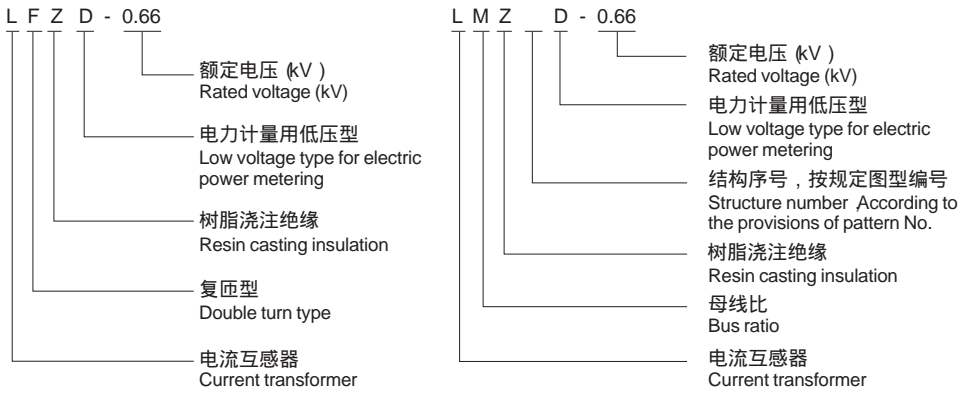 L F Z D - 0.66
额定电压 (kV )
Rated voltage (kV)
电力计量用低压型
Low voltage type for electric
power metering
树脂浇注绝缘
Resin casting insulation
复匝型
Double turn type
电流互感器
Current transformer
L M Z D - 0.66
额定电压 (kV )
Rated voltage (kV)
电力计量用低压型
Low voltage type for electric
power metering
结构序号，按规定图型编号
Structure number ,According to
the provisions of pattern No.
树脂浇注绝缘
Resin casting insulation
母线比
Bus ratio
电流互感器
Current transformer